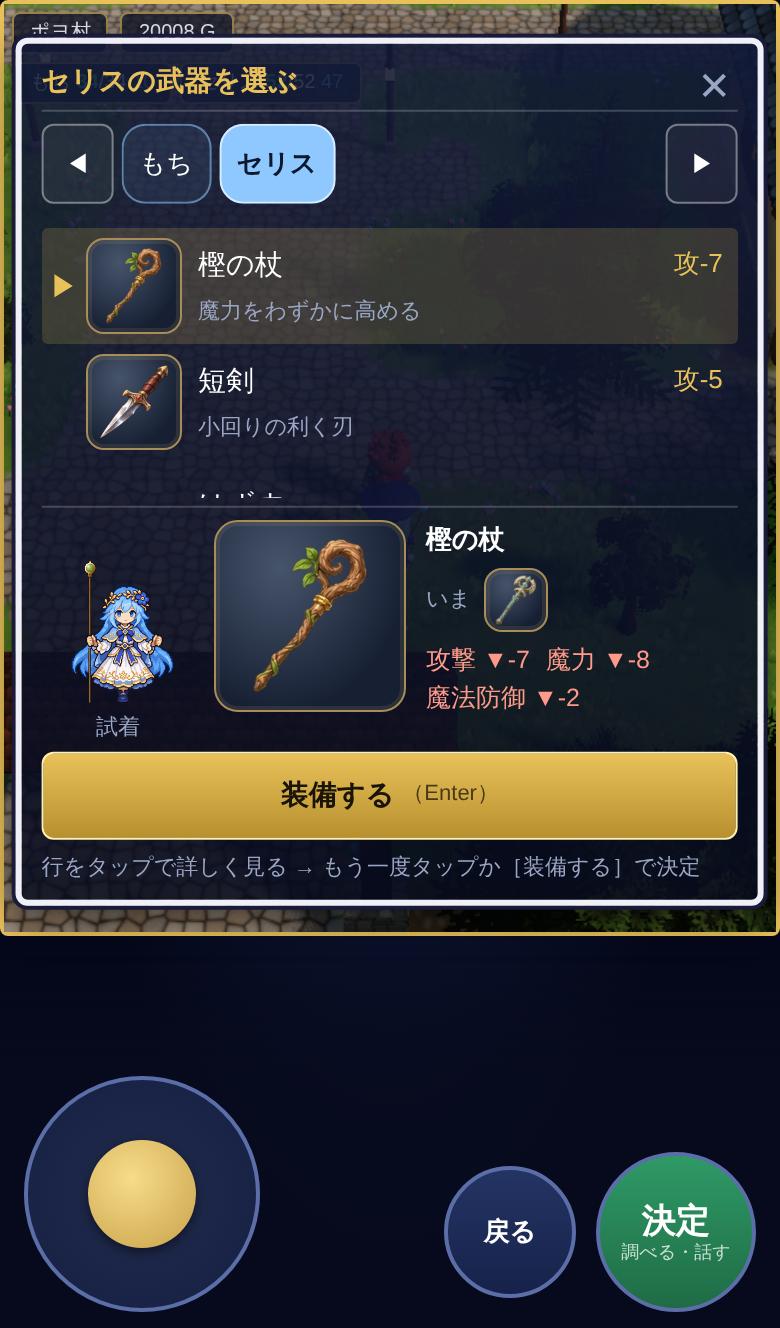 ポヨ村
20008 G
セリスの武器を選ぶ
×
◀
もち
セリス
▶
▶
樫の杖
攻-7
魔力をわずかに高める
短剣
攻-5
小回りの利く刃
樫の杖
いま
攻撃 ▼-7 魔力 ▼-8
魔法防御 ▼-2
試着
装備する （Enter）
行をタップで詳しく見る → もう一度タップか［装備する］で決定
戻る
決定
調べる・話す